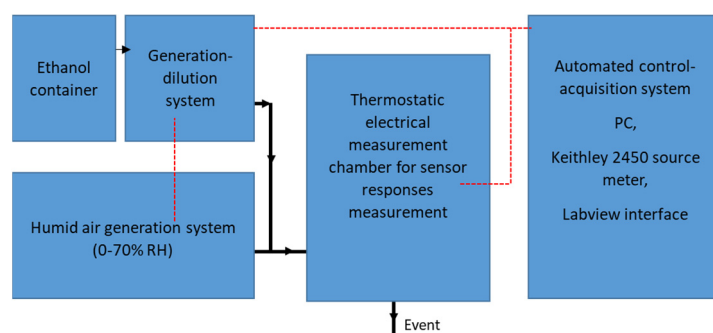 Ethanol
container
Generation-
dilution
system
Humid air generation system
(0-70% RH)
Thermostatic
electrical
measurement
chamber for sensor
responses
measurement
Event
Automated control-
acquisition system
PC,
Keithley 2450 source
meter,
Labview interface